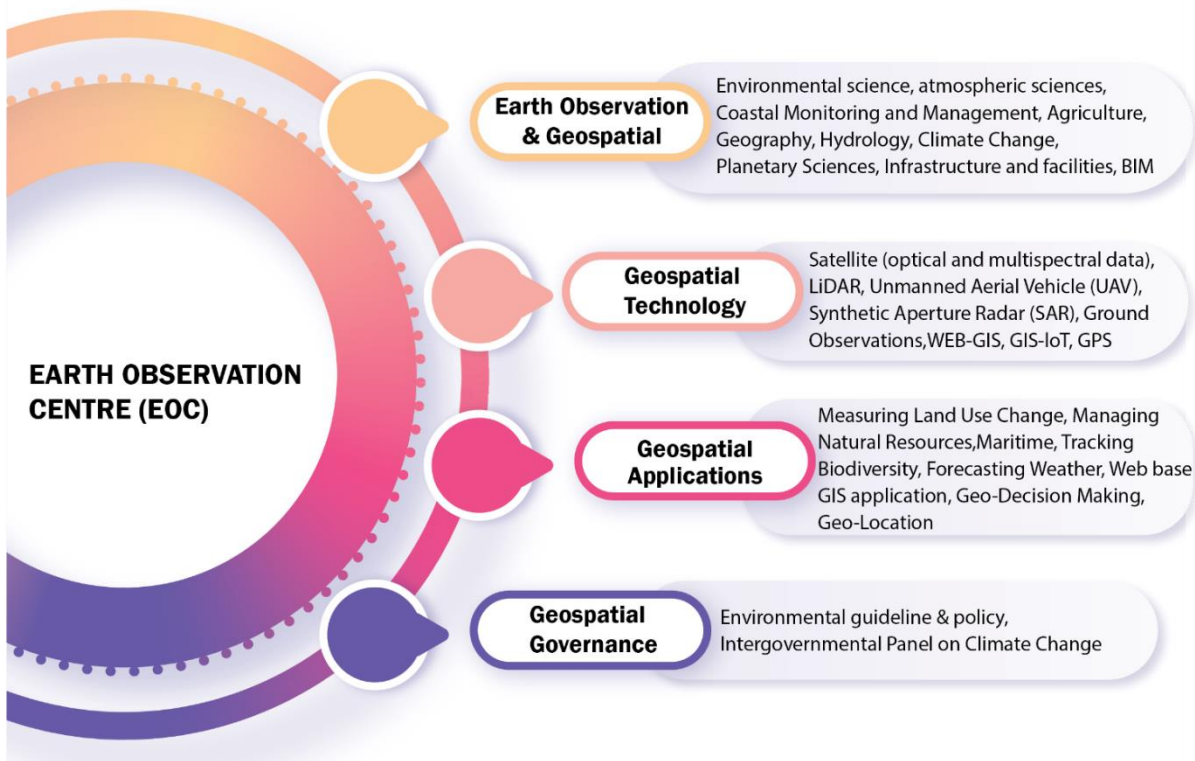 EARTH OBSERVATION
CENTRE (EOC)
Earth Observation
& Geospatial
Environmental science, atmospheric sciences,
Coastal Monitoring and Management, Agriculture,
Geography, Hydrology, Climate Change,
Planetary Sciences, Infrastructure and facilities, BIM
Geospatial
Technology
Satellite (optical and multispectral data),
LiDAR, Unmanned Aerial Vehicle (UAV),
Synthetic Aperture Radar (SAR), Ground
Observations,WEB-GIS, GIS-IoT, GPS
Geospatial
Applications
Measuring Land Use Change, Managing
Natural Resources,Maritime, Tracking
Biodiversity, Forecasting Weather, Web base
GIS application, Geo-Decision Making,
Geo-Location
Geospatial
Governance
Environmental guideline & policy,
Intergovernmental Panel on Climate Change